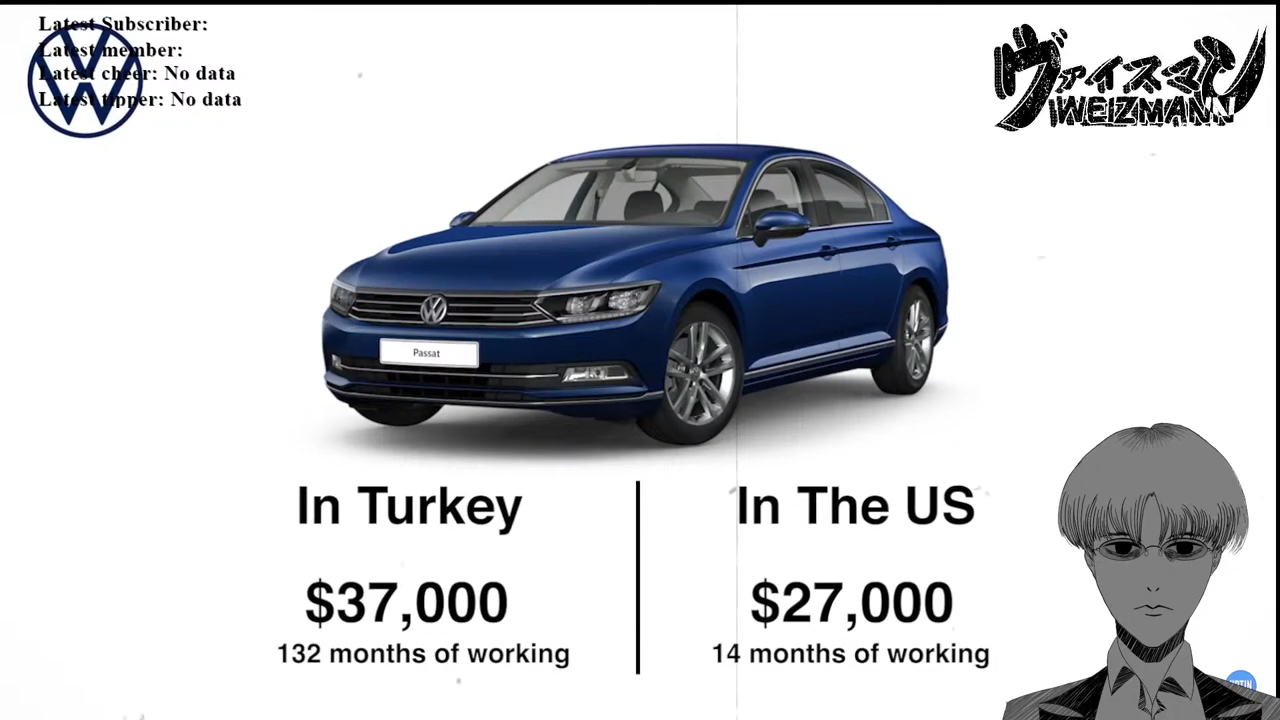 Latest Subscriber:
Latest member:
Latest cheer: No data
Latest tipper: No data
ヴァイスマン
WEIZMANN
Passat
In Turkey
$37,000
132 months of working
In The US
$27,000
14 months of working